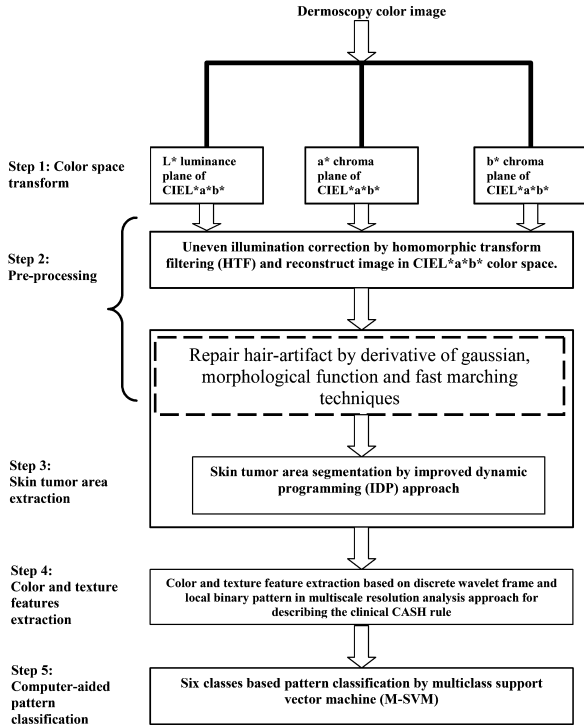 Dermoscopy color image
Step 1: Color space
transform
L* luminance
plane of
CIEL*a*b*
a* chroma
plane of
CIEL*a*b*
b* chroma
plane of
CIEL*a*b*
Step 2:
Pre-processing
Uneven illumination correction by homomorphic transform
filtering (HTF) and reconstruct image in CIEL*a*b* color space.
Repair hair-artifact by derivative of gaussian,
morphological function and fast marching
techniques
Step 3:
Skin tumor area
extraction
Skin tumor area segmentation by improved dynamic
programming (IDP) approach
Step 4:
Color and texture
features
extraction
Color and texture feature extraction based on discrete wavelet frame and
local binary pattern in multiscale resolution analysis approach for
describing the clinical CASH rule
Step 5:
Computer-aided
pattern
classification
Six classes based pattern classification by multiclass support
vector machine (M-SVM)